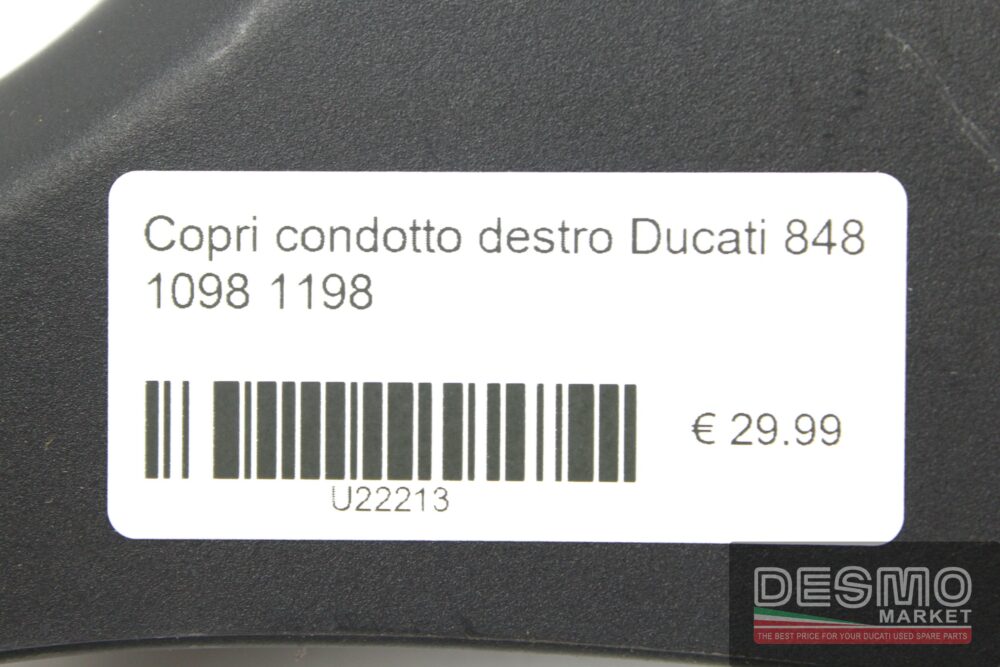 Copri condotto destro Ducati 848
1098 1198
€ 29.99
U22213
DESMO
MARKET
THE BEST PRICE FOR YOUR DUCATI USED SPARE PARTS